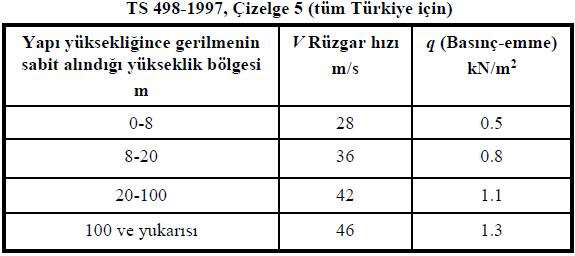 TS 498-1997, Çizelge 5 (tüm Türkiye için)
Yapı yüksekliğince gerilmenin
sabit alındığı yükseklik bölgesi
m
V Rüzgar hızı
m/s
q (Basınç-emme)
kN/m²
0-8 28 0.5
8-20 36 0.8
20-100 42 1.1
100 ve yukarısı 46 1.3